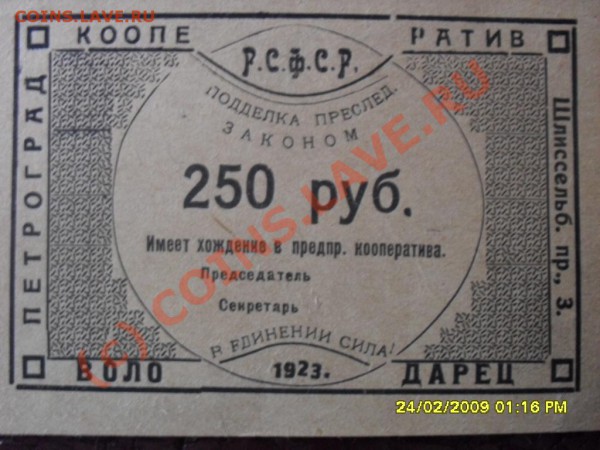 COINS.LAVE.RU
КООПЕ РАТИВ
Р.С.Ф.С.Р.
ПОДДЕЛКА ПРЕСЛЕД.
ЗАКОНОМ
ПЕТРОГРАД
250 руб.
Шлиссельб. пр., 3.
Имеет хождение в предпр. кооператива.
Председатель
Секретарь
В ЕДИНЕНИИ СИЛА!
1923.
ВОЛО ДАРЕЦ
(c) COINS.LAVE.RU
24/02/2009 01:16 PM